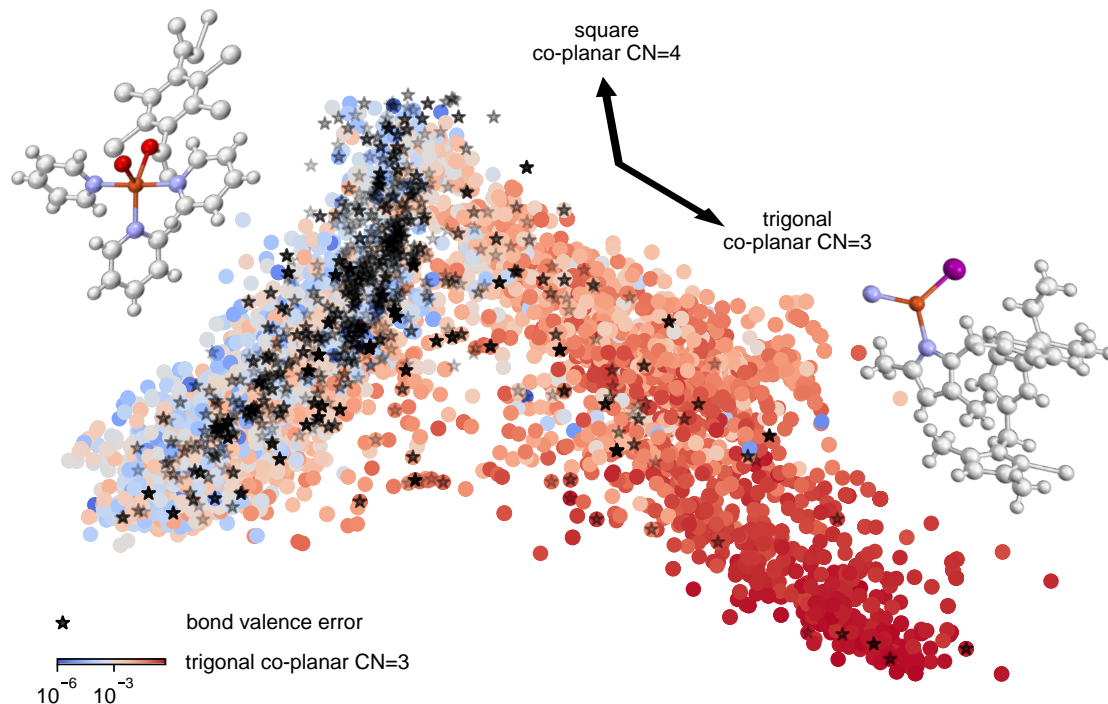 square
co-planar CN=4
trigonal
co-planar CN=3
bond valence error
trigonal co-planar CN=3
10⁻⁶ 10⁻³